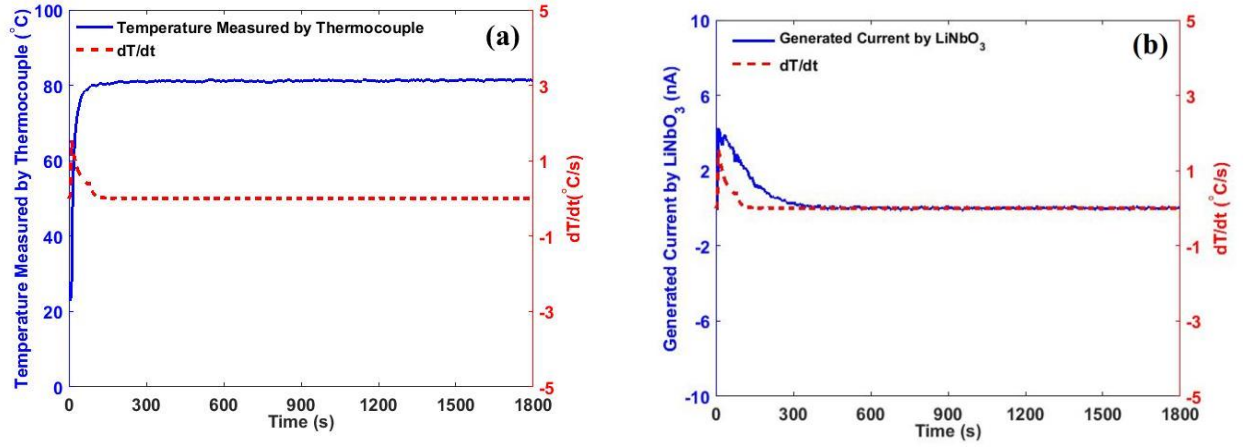 (a)
Temperature Measured by Thermocouple
dT/dt
Temperature Measured by Thermocouple (°C)
100
80
60
40
20
0
5
3
1
-1
-3
-5
dT/dt(°C/s)
0 300 600 900 1200 1500 1800
Time (s)
(b)
Generated Current by LiNbO3
dT/dt
Generated Current by LiNbO3 (nA)
10
6
2
-2
-6
-10
5
3
1
-1
-3
-5
dT/dt (°C/s)
0 300 600 900 1200 1500 1800
Time (s)